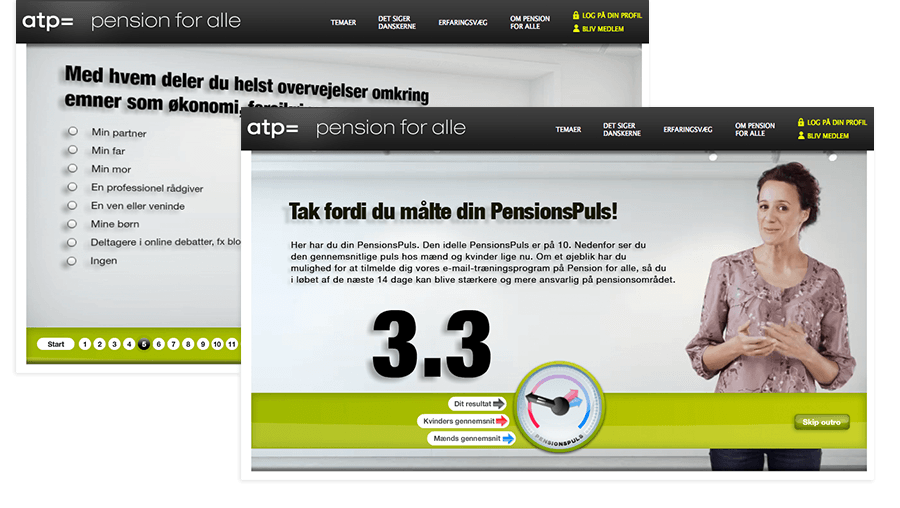 atp= pension for alle
TEMAER
DET SIGER
DANSKERNE
ERFARINGSVÆG
OM PENSION
FOR ALLE
LOG PÅ DIN PROFIL
BLIV MEDLEM
Med hvem deler du helst overvejelser omkring
emner som økonomi,
Min partner
Min far
Min mor
En professionel rådgiver
En ven eller veninde
Mine børn
Deltagere i online debatter, fx blo
Ingen
Start 1 2 3 4 5 6 7 8 9 10 11
atp= pension for alle
TEMAER
DET SIGER
DANSKERNE
ERFARINGSVÆG
OM PENSION
FOR ALLE
LOG PÅ DIN PROFIL
BLIV MEDLEM
Tak fordi du målte din PensionsPuls!
Her har du din PensionsPuls. Den idelle PensionsPuls er på 10. Nedenfor ser du
den gennemsnitlige puls hos mænd og kvinder lige nu. Om et øjeblik har du
mulighed for at tilmelde dig vores e-mail-træningsprogram på Pension for alle, så du
i løbet af de næste 14 dage kan blive stærkere og mere ansvarlig på pensionsområdet.
3.3
Dit resultat
Kvinders gennemsnit
Mænds gennemsnit
PENSIONSPULS
Skip outro